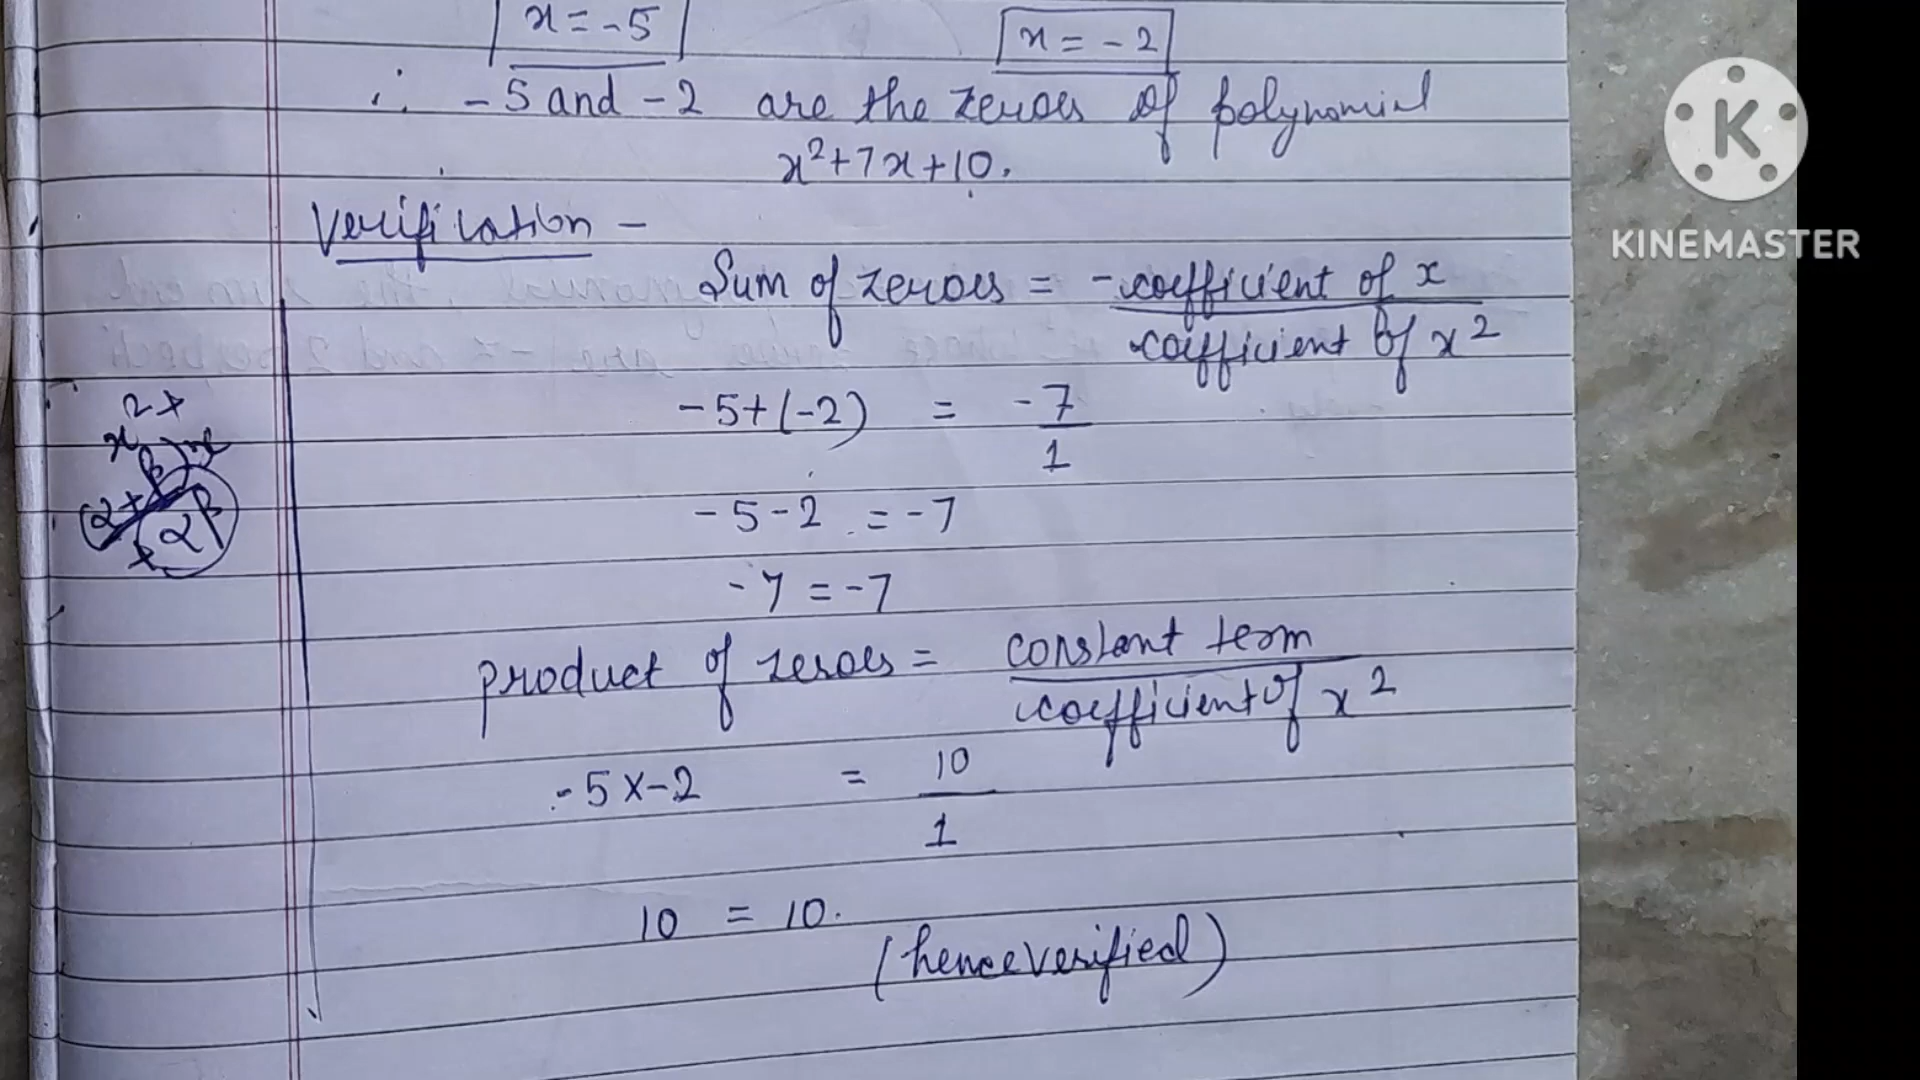 x = -5
x = -2
∴ -5 and -2 are the zeroes of polynomial
x²+7x+10.
Verification -
Sum of zeroes = -coefficient of x
coefficient of x²
-5+(-2) = -7
1
-5-2 = -7
-7 = -7
product of zeroes = constant term
coefficient of x²
-5 x -2 = 10
1
10 = 10.
(hence verified)
K
KINEMASTER